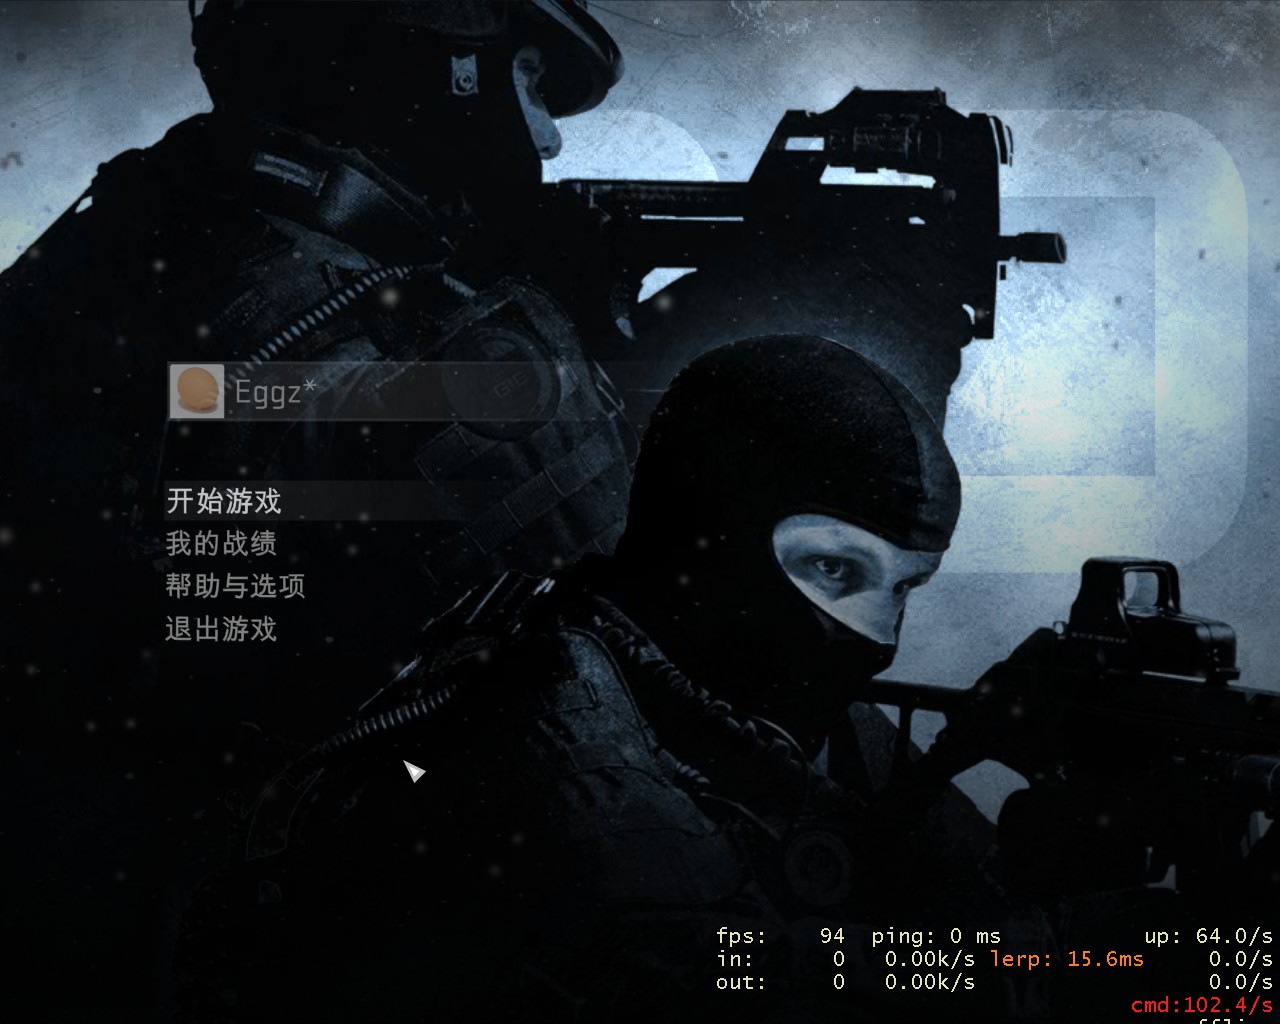 Eggz*
开始游戏
我的战绩
帮助与选项
退出游戏
fps: 94 ping: 0 ms up: 64.0/s
in: 0 0.00k/s lerp: 15.6ms 0.0/s
out: 0 0.00k/s 0.0/s
cmd:102.4/s